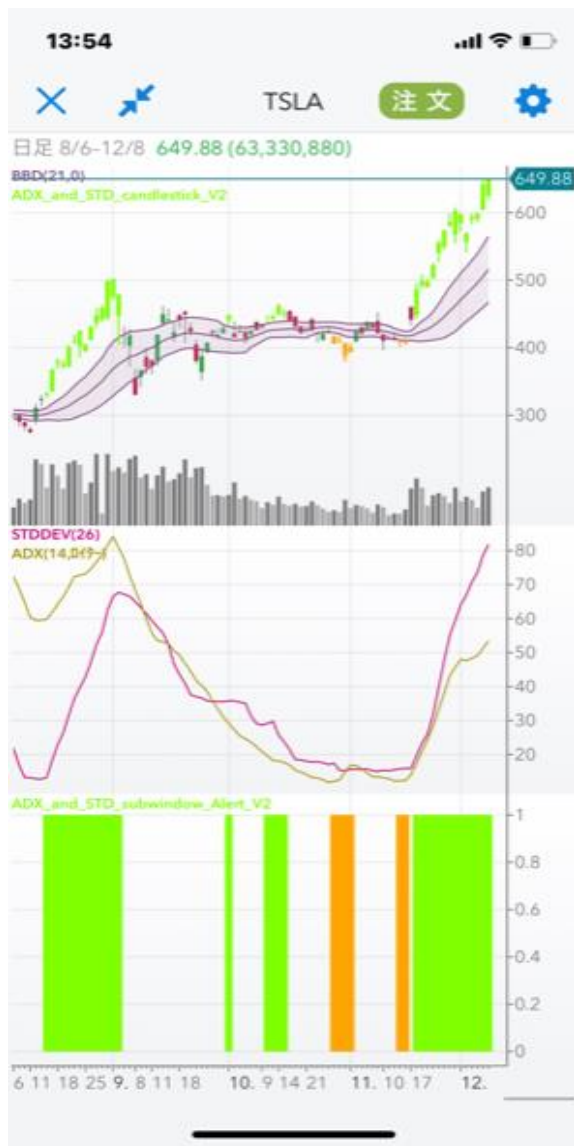 13:54
TSLA 注文
日足 8/6-12/8 649.88 (63,330,880)
BBD(21,0)
649.88
ADX_and_STD_candlestick_V2
600
500
400
300
STDDEV(26)
80
70
60
50
40
30
20
ADX_and_STD_subwindow_Alert_V2
1
0.8
0.6
0.4
0.2
0
6 11 18 25 9. 8 11 18 10. 9 14 21 11. 10 17 12.